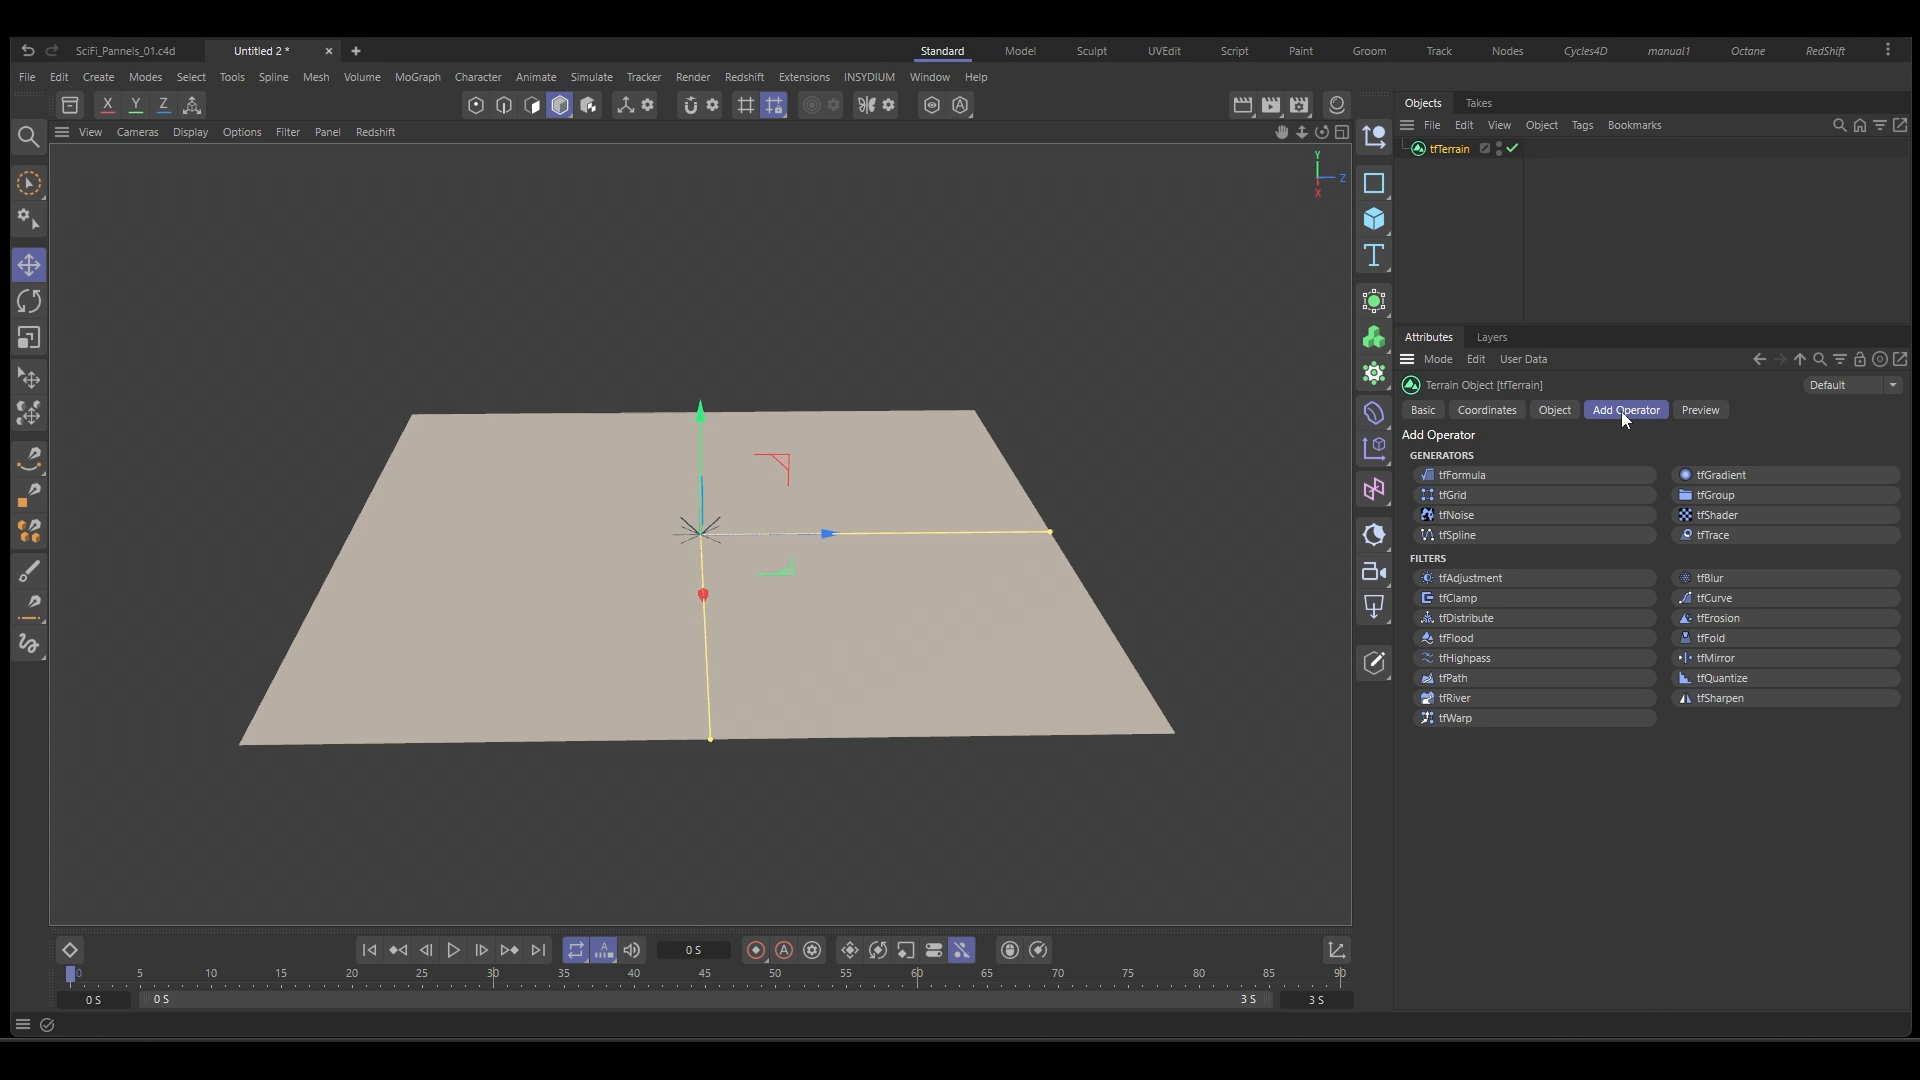 SciFi_Pannels_01.c4d Untitled 2 * Standard Model Sculpt UVEdit Script Paint Groom Track Nodes Cycles4D manual1 Octane RedShift
File Edit Create Modes Select Tools Spline Mesh Volume MoGraph Character Animate Simulate Tracker Render Redshift Extensions INSYDIUM Window Help
X Y Z
Objects Takes
View Cameras Display Options Filter Panel Redshift
File Edit View Object Tags Bookmarks
tfTerrain
Y
Z
X
Attributes Layers
Mode Edit User Data
Terrain Object [tfTerrain] Default
Basic Coordinates Object Add Operator Preview
Add Operator
GENERATORS
tfFormula tfGradient
tfGrid tfGroup
tfNoise tfShader
tfSpline tfTrace
FILTERS
tfAdjustment tfBlur
tfClamp tfCurve
tfDistribute tfErosion
tfFlood tfFold
tfHighpass tfMirror
tfPath tfQuantize
tfRiver tfSharpen
tfWarp
0 S
0 5 10 15 20 25 30 35 40 45 50 55 60 65 70 75 80 85 90
0 S 0 S 3 S 3 S